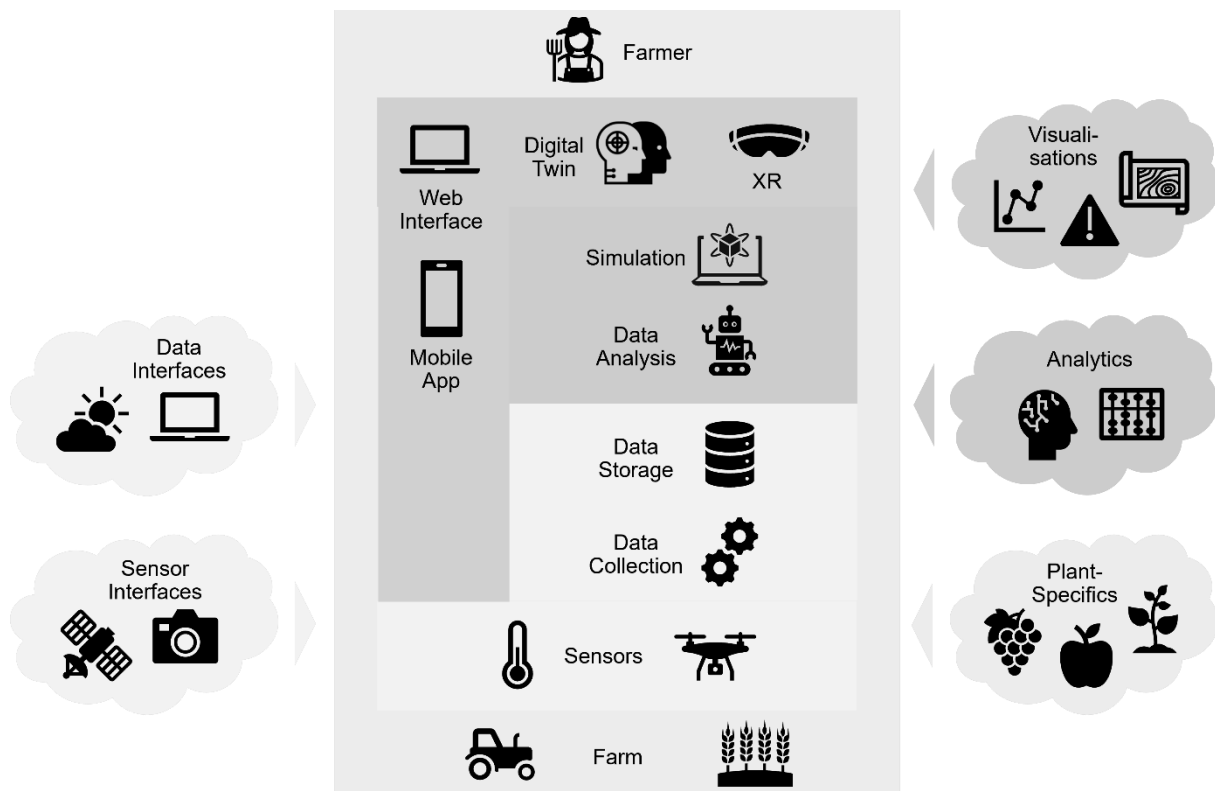 Farmer
Digital
Twin
XR
Web
Interface
Simulation
Data
Analysis
Mobile
App
Data
Storage
Data
Collection
Sensors
Farm
Data
Interfaces
Sensor
Interfaces
Visuali-
sations
Analytics
Plant-
Specifics